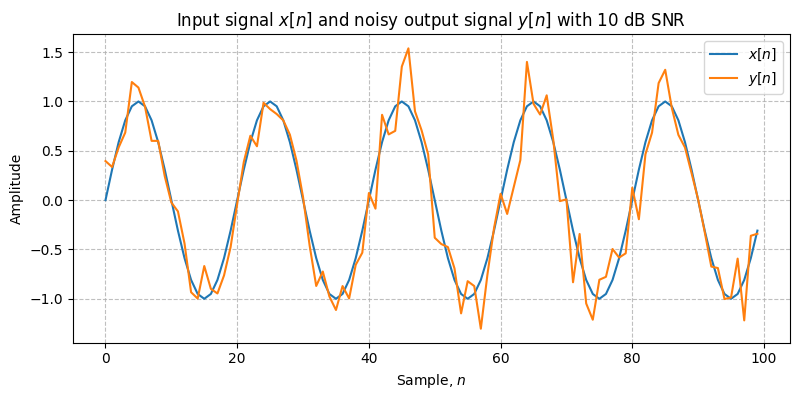 Input signal x[n] and noisy output signal y[n] with 10 dB SNR
x[n]
y[n]
1.5
1.0
0.5
0.0
−0.5
−1.0
Amplitude
0 20 40 60 80 100
Sample, n